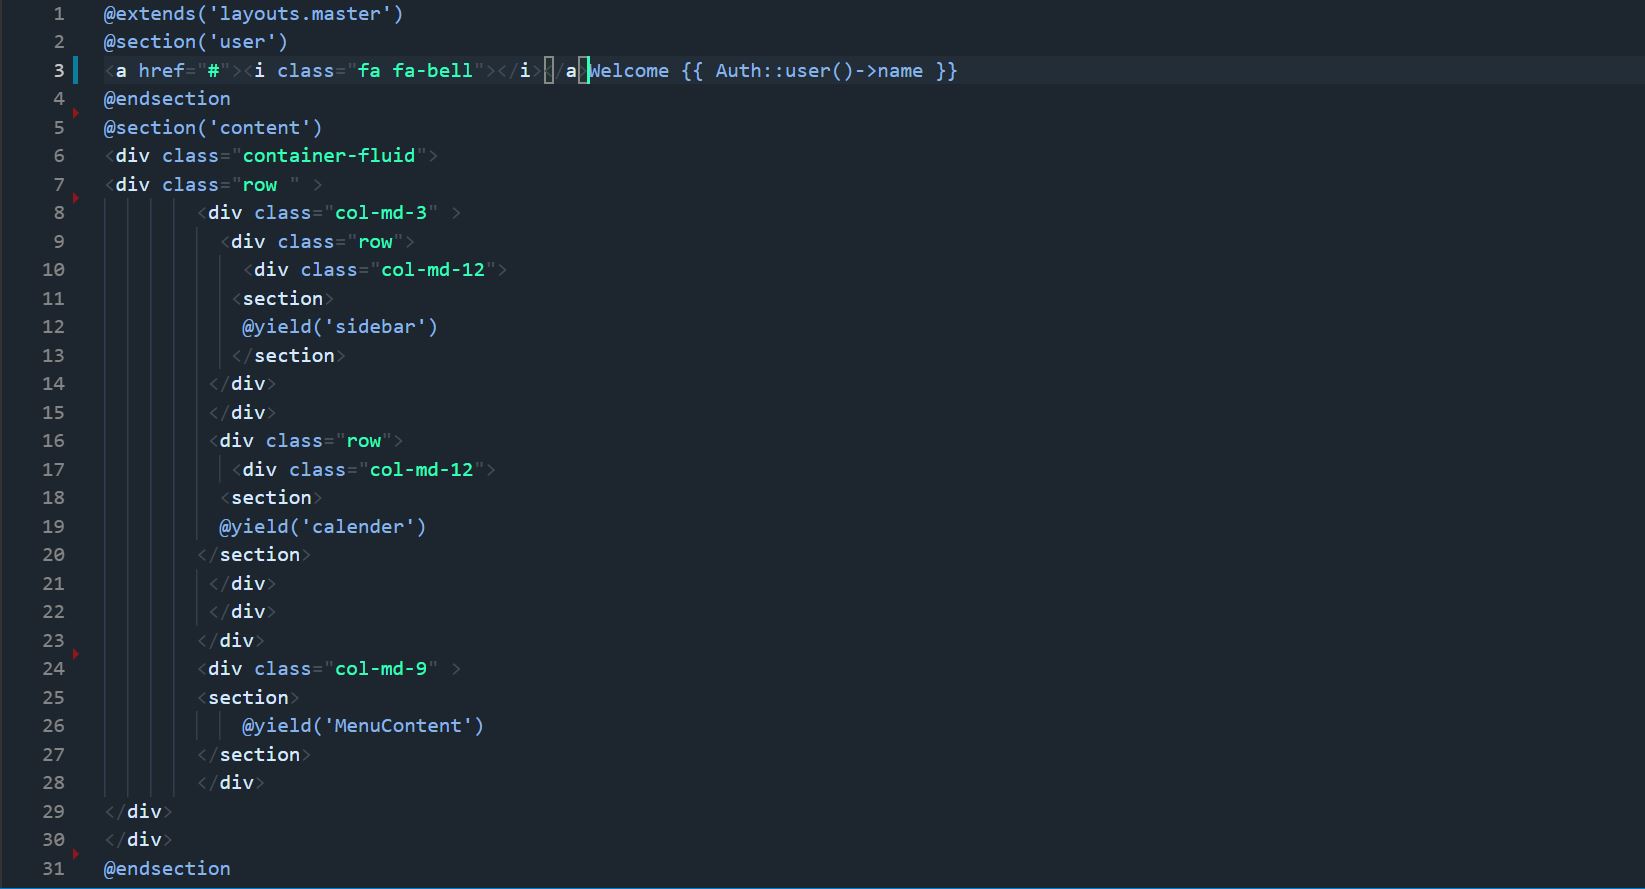 1 @extends('layouts.master')
2 @section('user')
3 <a href="#"><i class="fa fa-bell"></i></a>Welcome {{ Auth::user()->name }}
4 @endsection
5 @section('content')
6 <div class="container-fluid">
7 <div class="row " >
8 <div class="col-md-3" >
9 <div class="row">
10 <div class="col-md-12">
11 <section>
12 @yield('sidebar')
13 </section>
14 </div>
15 </div>
16 <div class="row">
17 <div class="col-md-12">
18 <section>
19 @yield('calender')
20 </section>
21 </div>
22 </div>
23 </div>
24 <div class="col-md-9" >
25 <section>
26 @yield('MenuContent')
27 </section>
28 </div>
29 </div>
30 </div>
31 @endsection